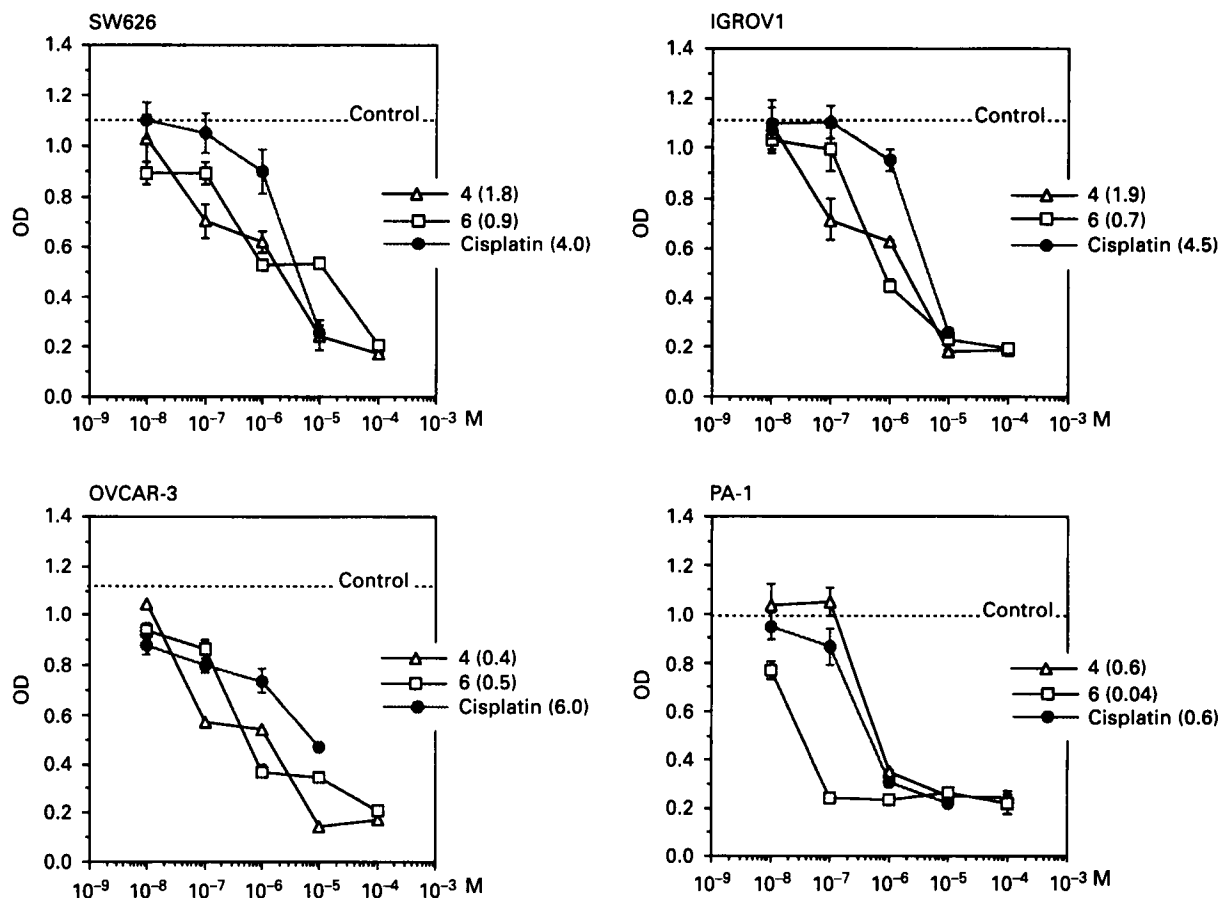 SW626
1.4
1.2
1.0
0.8
0.6
0.4
0.2
0.0
OD
Control
4 (1.8)
6 (0.9)
Cisplatin (4.0)
10⁻⁹ 10⁻⁸ 10⁻⁷ 10⁻⁶ 10⁻⁵ 10⁻⁴ 10⁻³ M
IGROV1
1.4
1.2
1.0
0.8
0.6
0.4
0.2
0.0
OD
Control
4 (1.9)
6 (0.7)
Cisplatin (4.5)
10⁻⁹ 10⁻⁸ 10⁻⁷ 10⁻⁶ 10⁻⁵ 10⁻⁴ 10⁻³ M
OVCAR-3
1.4
1.2
1.0
0.8
0.6
0.4
0.2
0.0
OD
Control
4 (0.4)
6 (0.5)
Cisplatin (6.0)
10⁻⁹ 10⁻⁸ 10⁻⁷ 10⁻⁶ 10⁻⁵ 10⁻⁴ 10⁻³ M
PA-1
1.4
1.2
1.0
0.8
0.6
0.4
0.2
0.0
OD
Control
4 (0.6)
6 (0.04)
Cisplatin (0.6)
10⁻⁹ 10⁻⁸ 10⁻⁷ 10⁻⁶ 10⁻⁵ 10⁻⁴ 10⁻³ M